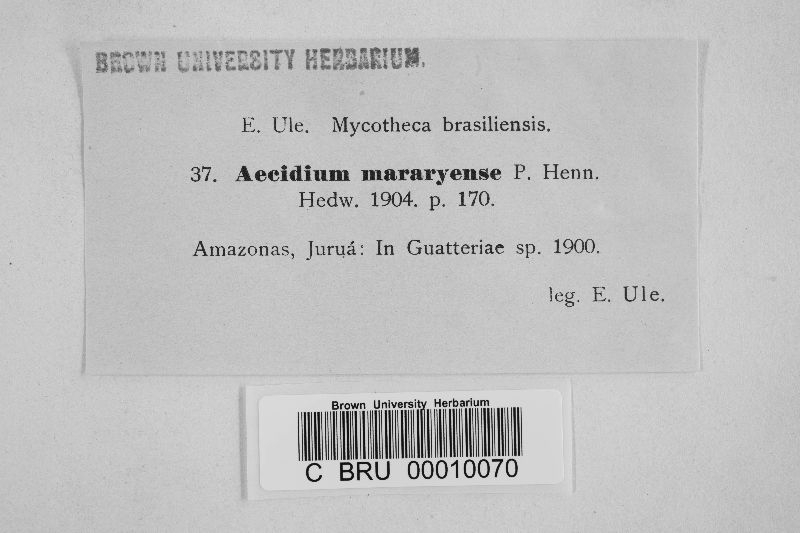 BROWN UNIVERSITY HERBARIUM.
E. Ule. Mycotheca brasiliensis.
37. Aecidium mararyense P. Henn.
Hedw. 1904. p. 170.
Amazonas, Juruá: In Guatteriae sp. 1900.
leg. E. Ule.
Brown University Herbarium
C BRU 00010070